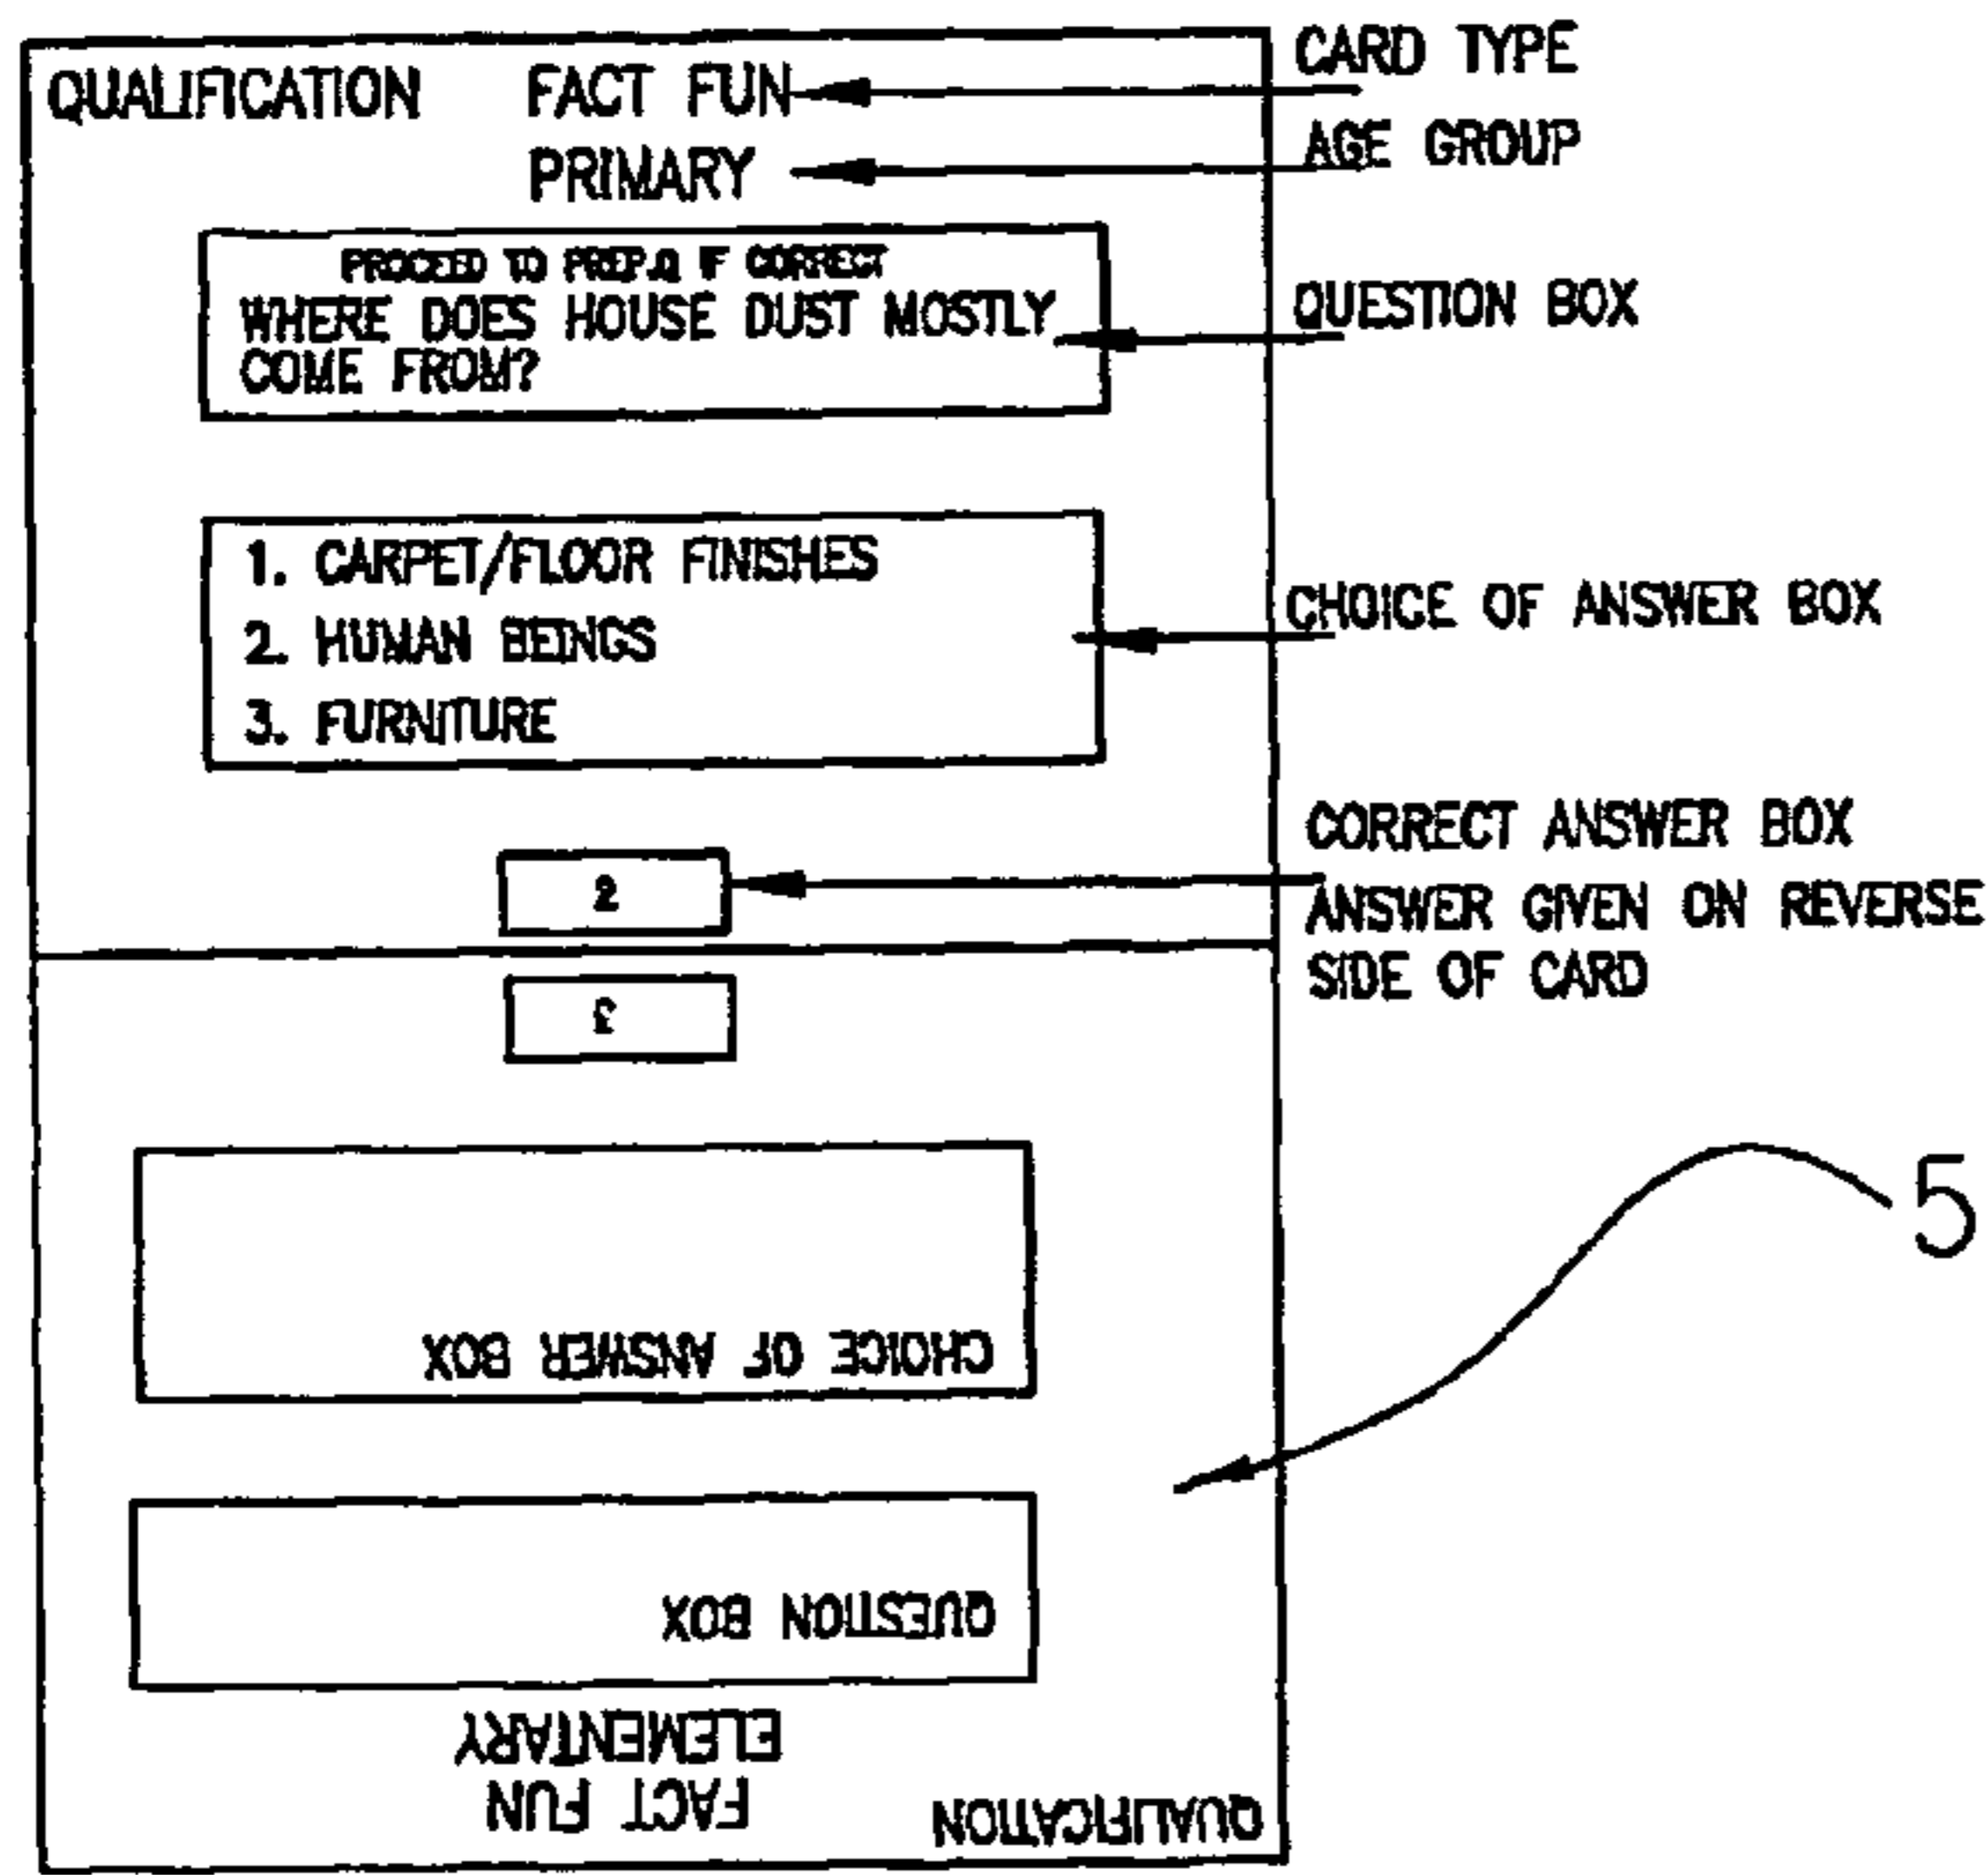 QUALIFICATION FACT FUN
PRIMARY
PROCEED TO PREP.Q IF CORRECT
WHERE DOES HOUSE DUST MOSTLY
COME FROM?
1. CARPET/FLOOR FINISHES
2. HUMAN BEINGS
3. FURNITURE
2
CARD TYPE
AGE GROUP
QUESTION BOX
CHOICE OF ANSWER BOX
CORRECT ANSWER BOX
ANSWER GIVEN ON REVERSE
SIDE OF CARD
5
QUALIFICATION FACT FUN
ELEMENTARY
QUESTION BOX
CHOICE OF ANSWER BOX
3